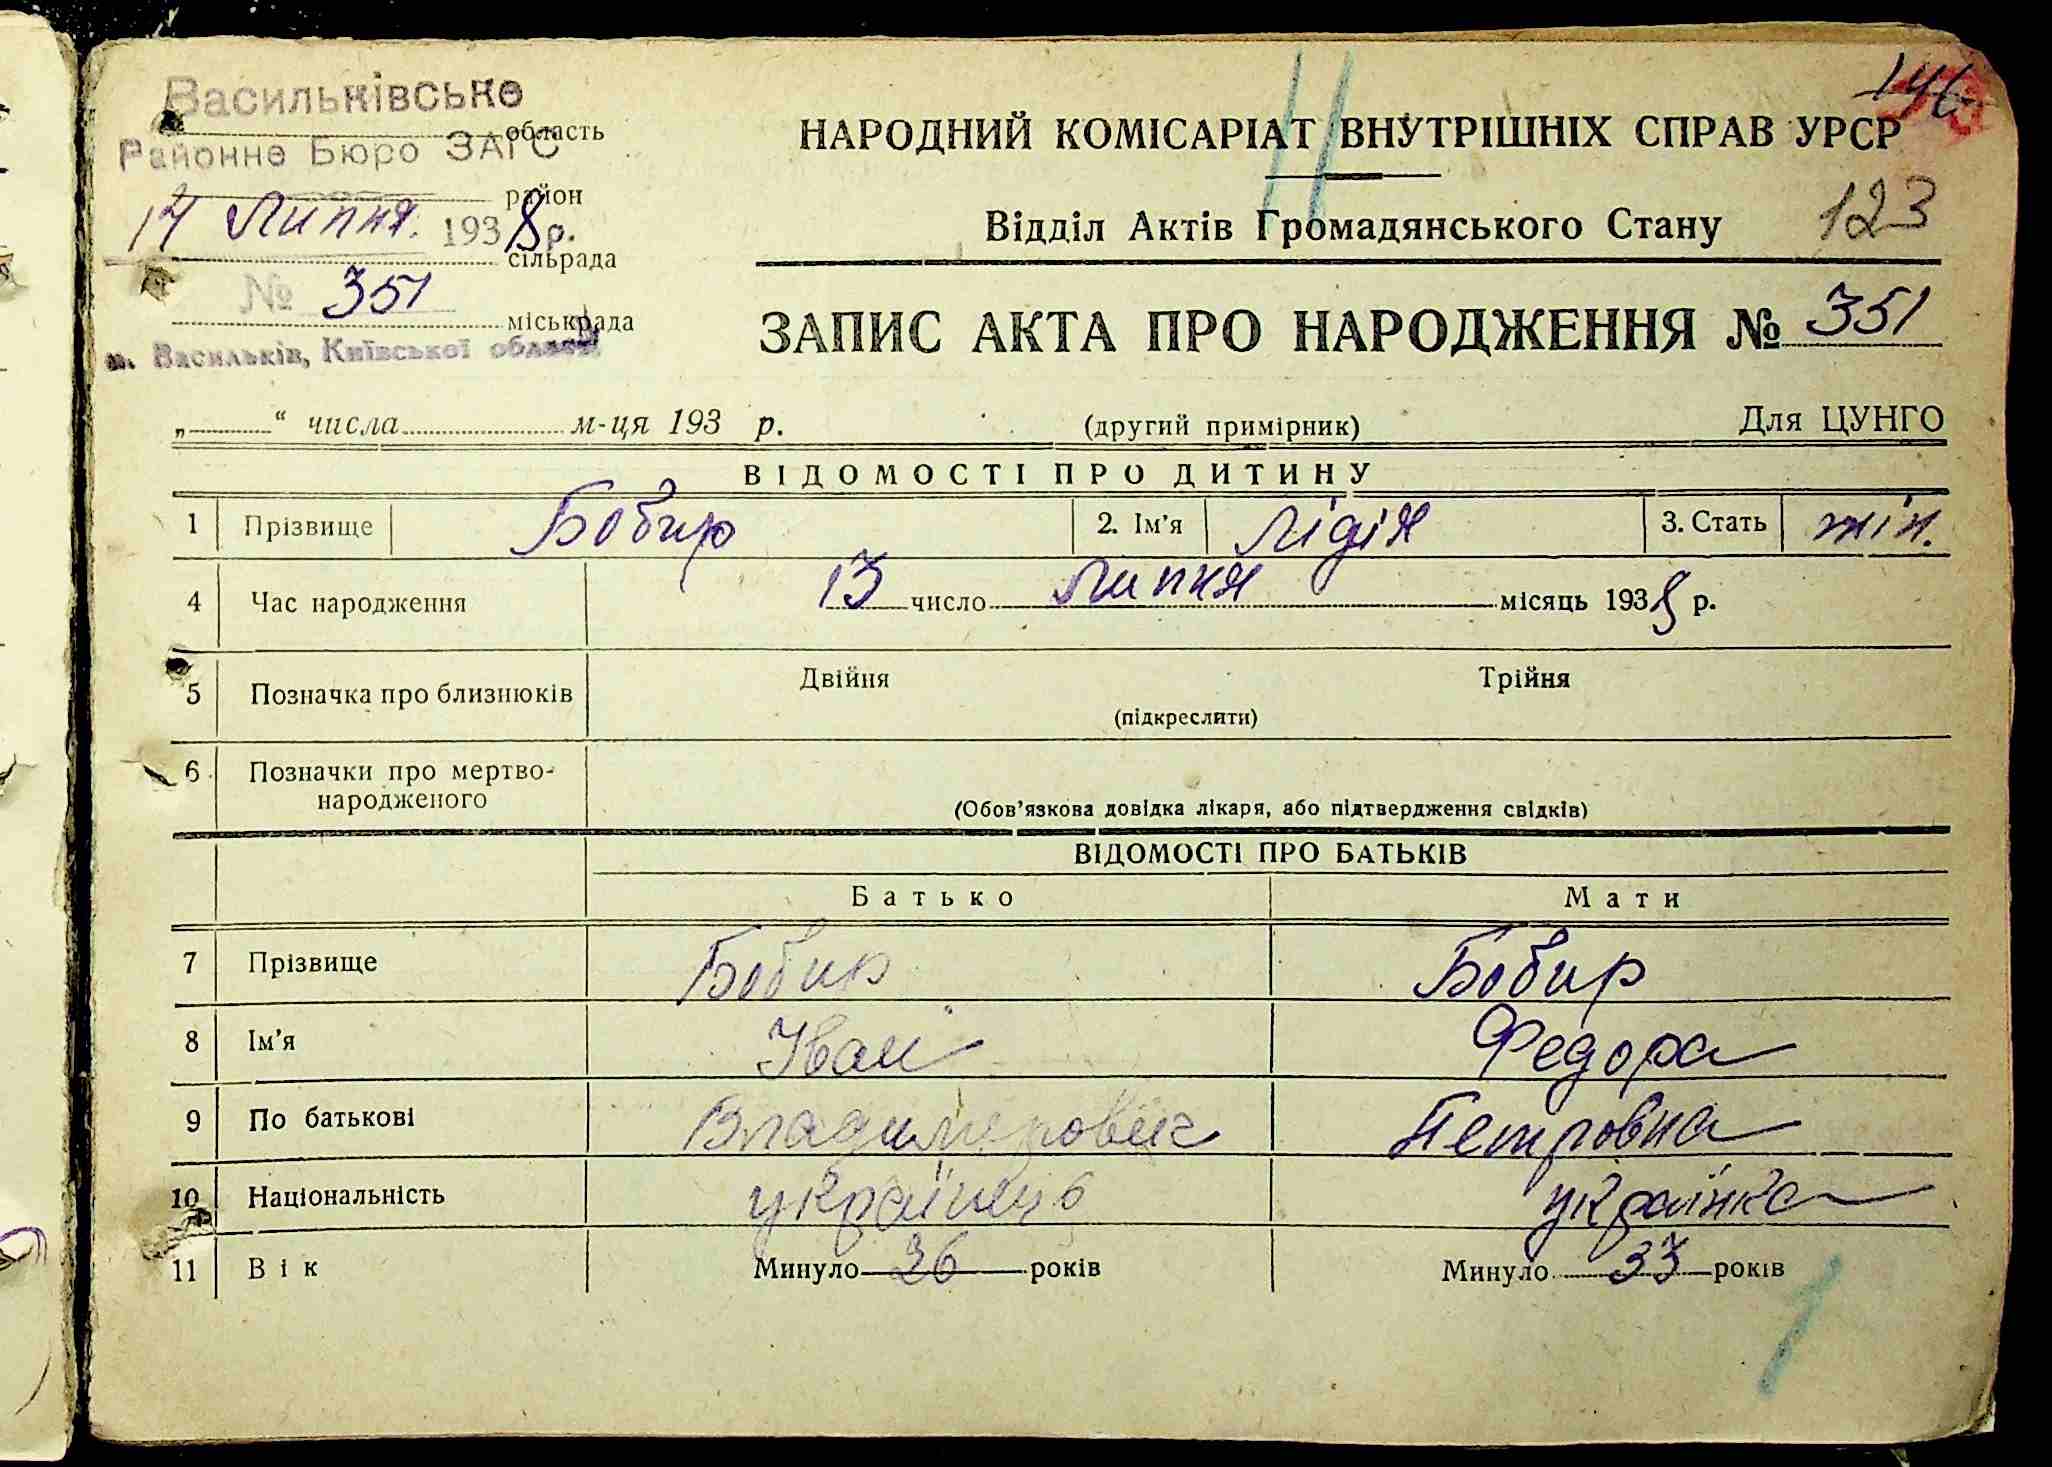 Васильківське
область
Районне Бюро ЗАГС
район
14 Липня. 1938 р.
сільрада
№ 351
міськрада
м. Васильків, Київської області
146
НАРОДНИЙ КОМІСАРІАТ ВНУТРІШНІХ СПРАВ УРСР
Відділ Актів Громадянського Стану 123
ЗАПИС АКТА ПРО НАРОДЖЕННЯ № 351
„ “ числа м-ця 193 р. (другий примірник) Для ЦУНГО
ВІДОМОСТІ ПРО ДИТИНУ
1 Прізвище Бобир 2. Ім'я Лідія 3. Стать жін.
4 Час народження 13 число Липня місяць 1938 р.
5 Позначка про близнюків Двійня Трійня
(підкреслити)
6 Позначки про мертво-
народженого
(Обов'язкова довідка лікаря, або підтвердження свідків)
ВІДОМОСТІ ПРО БАТЬКІВ
Батько Мати
7 Прізвище Бобир Бобир
8 Ім'я Іван Федора
9 По батькові Владимирович Петровна
10 Національність українць українка
11 Вік Минуло 36 років Минуло 33 років